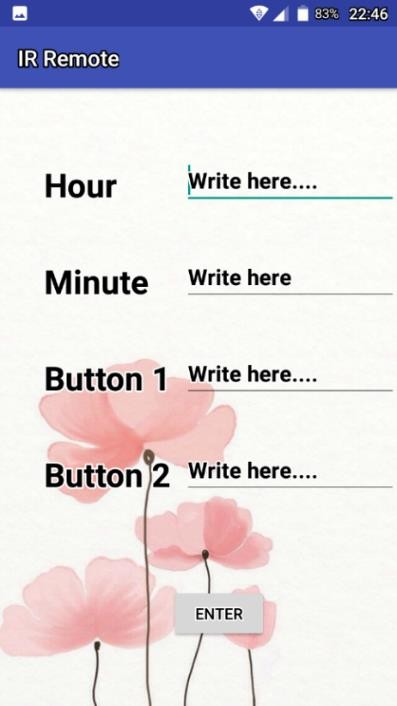 83% 22:46
IR Remote
Hour Write here....
Minute Write here
Button 1 Write here....
Button 2 Write here....
ENTER